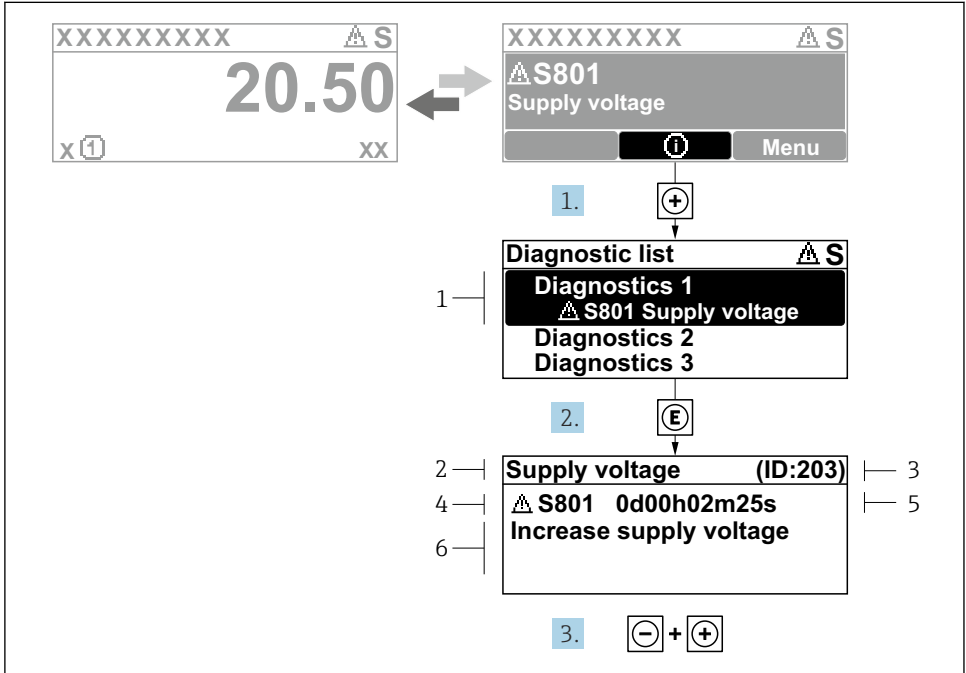 XXXXXXXXX ⚠ S
20.50
x ① xx
XXXXXXXXX ⚠ S
⚠ S801
Supply voltage
ⓘ Menu
1. ⊕
Diagnostic list ⚠ S
1
Diagnostics 1
⚠ S801 Supply voltage
Diagnostics 2
Diagnostics 3
2. Ⓔ
2 Supply voltage (ID:203) 3
4 ⚠ S801 0d00h02m25s 5
6 Increase supply voltage
3. ⊖ + ⊕